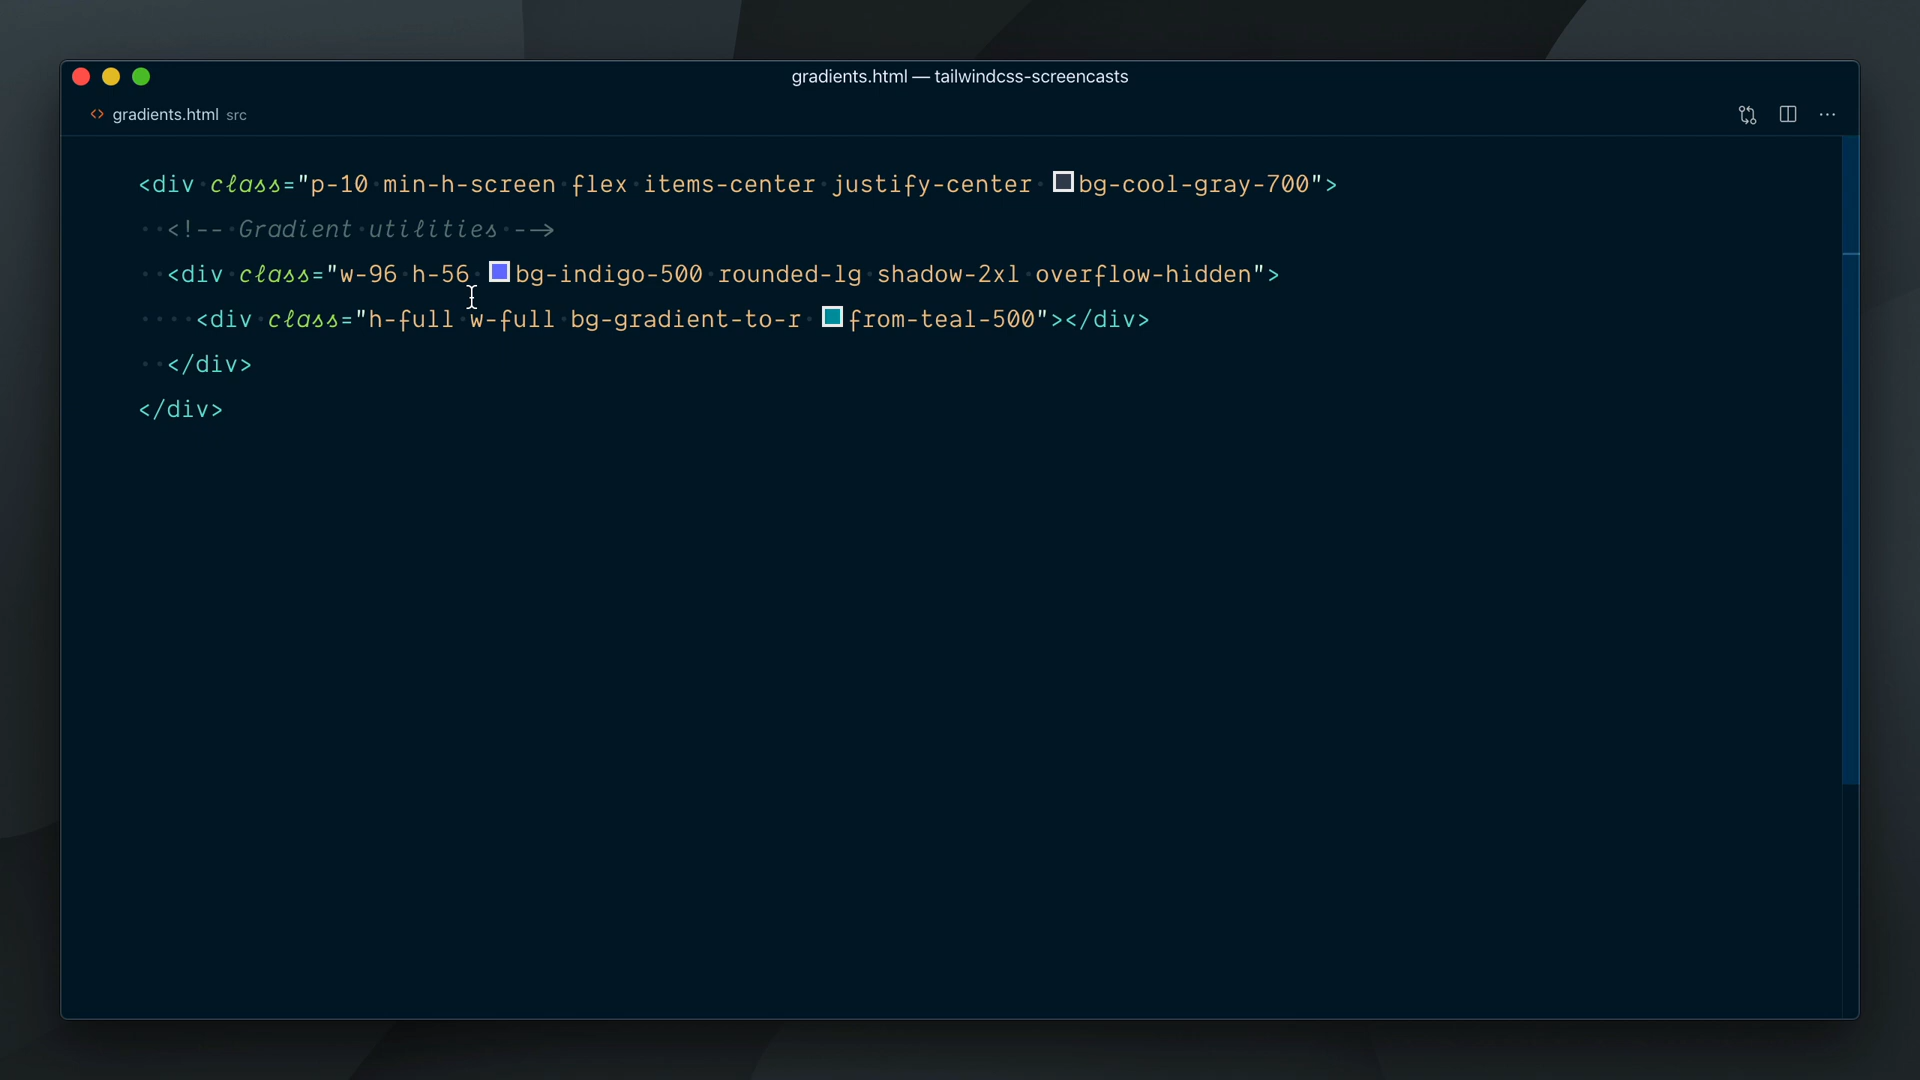 gradients.html — tailwindcss-screencasts
gradients.html src
<div class="p-10 min-h-screen flex items-center justify-center bg-cool-gray-700">
  <!-- Gradient utilities -->
  <div class="w-96 h-56 bg-indigo-500 rounded-lg shadow-2xl overflow-hidden">
    <div class="h-full w-full bg-gradient-to-r from-teal-500"></div>
  </div>
</div>